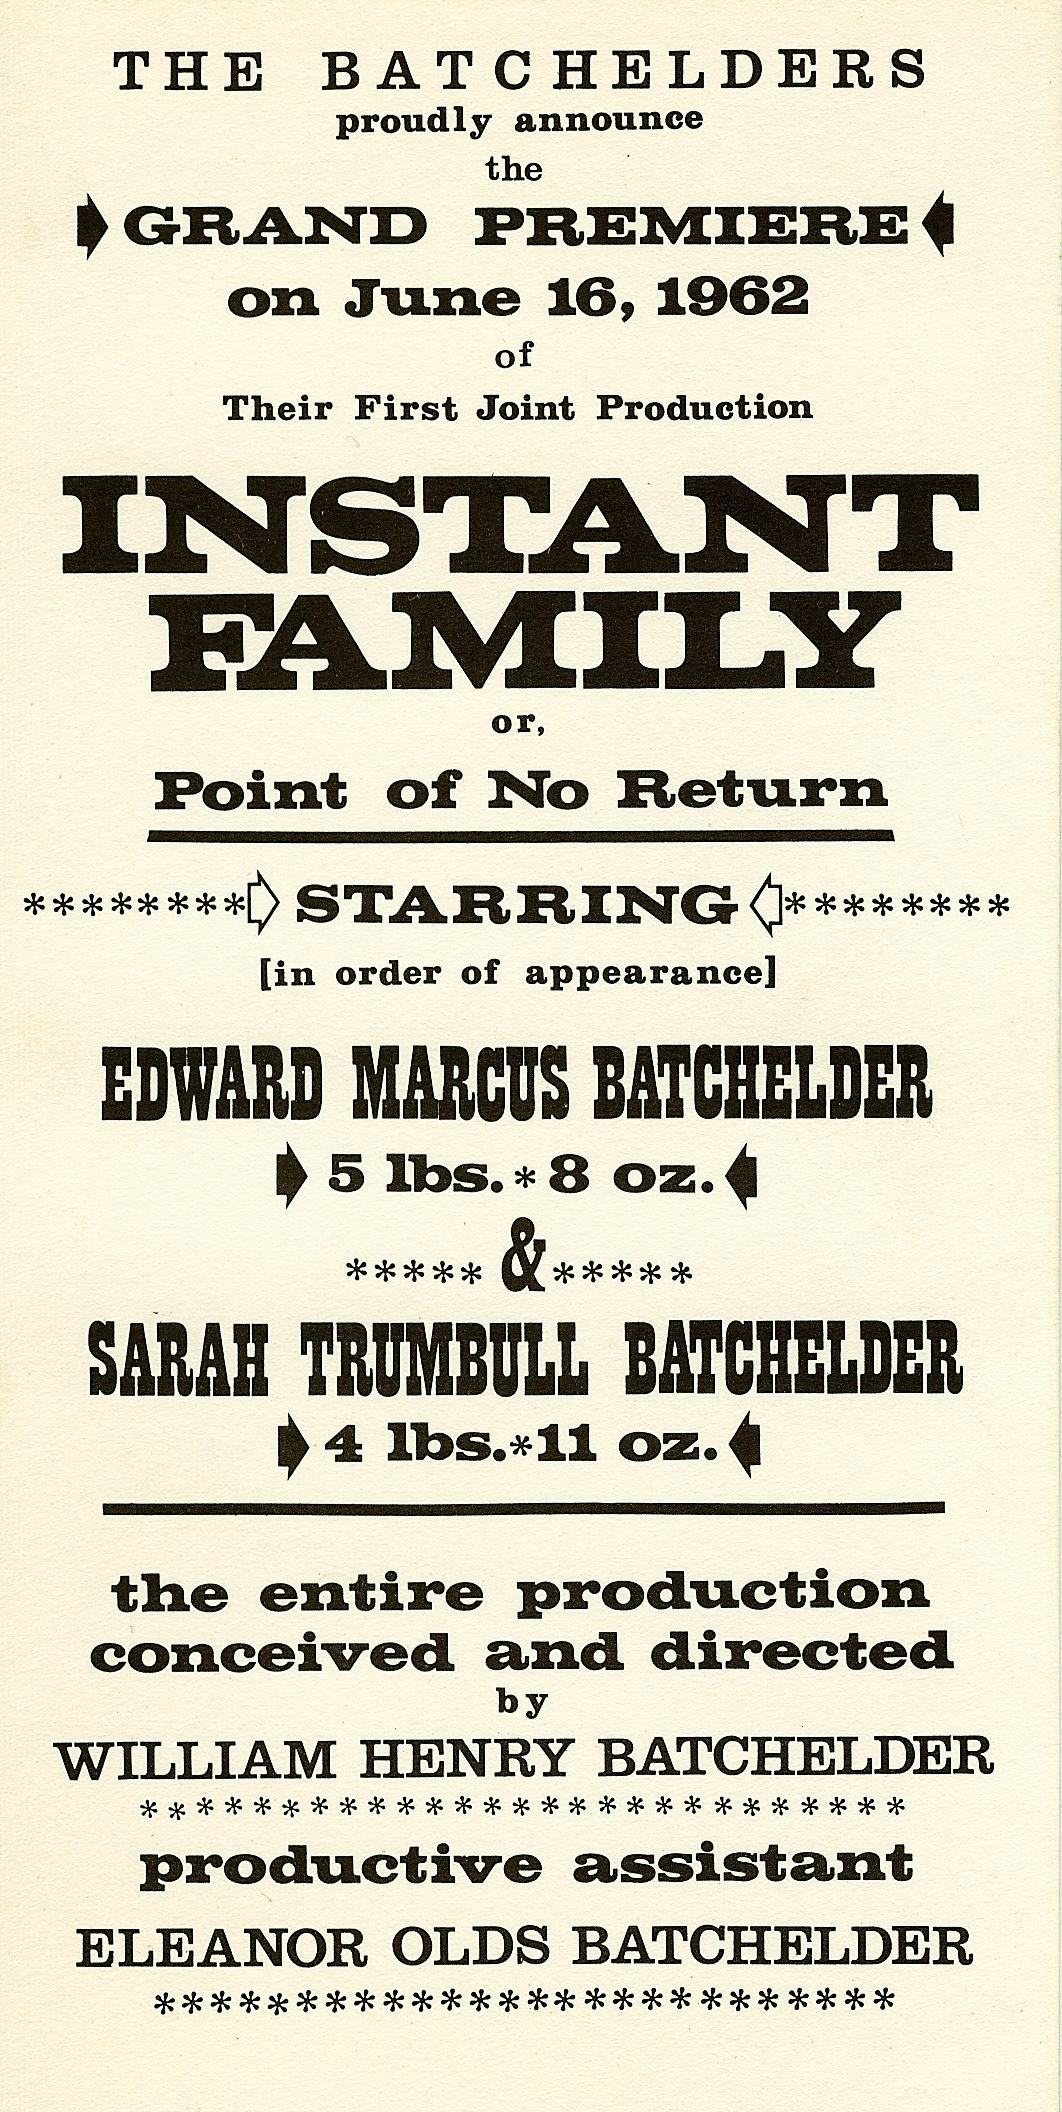 THE BATCHELDERS
proudly announce
the
GRAND PREMIERE
on June 16, 1962
of
Their First Joint Production
INSTANT
FAMILY
or,
Point of No Return
********STARRING********
[in order of appearance]
EDWARD MARCUS BATCHELDER
5 lbs. * 8 oz.
***** & *****
SARAH TRUMBULL BATCHELDER
4 lbs.*11 oz.
the entire production
conceived and directed
by
WILLIAM HENRY BATCHELDER
***************************
productive assistant
ELEANOR OLDS BATCHELDER
**************************